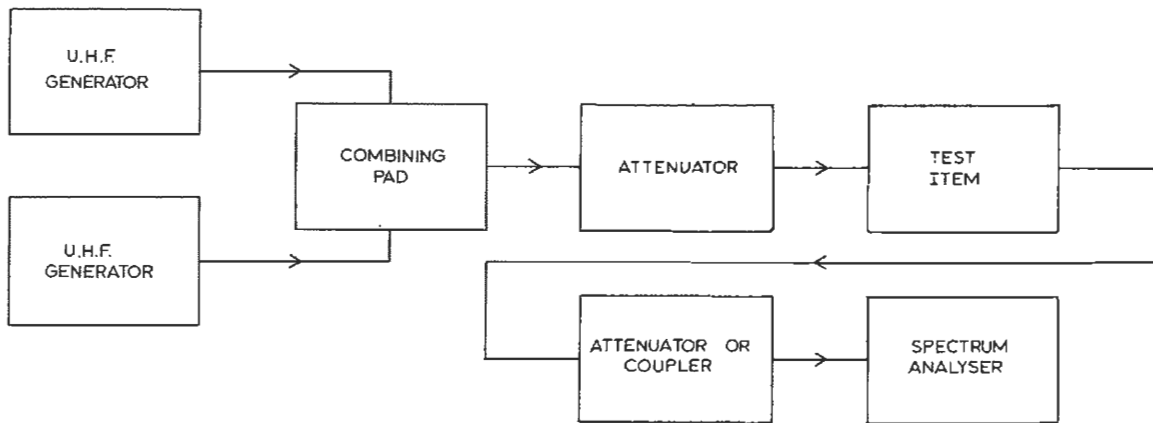 U.H.F.
GENERATOR
COMBINING
PAD
ATTENUATOR
TEST
ITEM
U.H.F.
GENERATOR
ATTENUATOR OR
COUPLER
SPECTRUM
ANALYSER